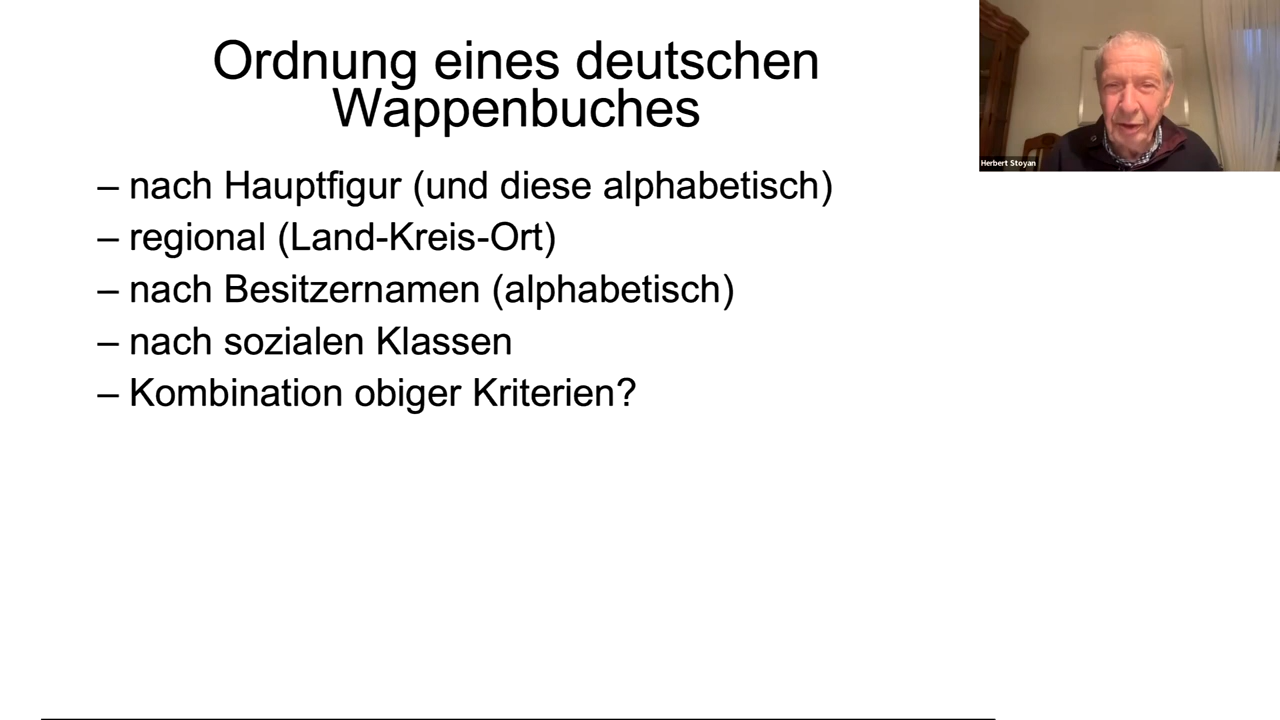 Ordnung eines deutschen
Wappenbuches
– nach Hauptfigur (und diese alphabetisch)
– regional (Land-Kreis-Ort)
– nach Besitzernamen (alphabetisch)
– nach sozialen Klassen
– Kombination obiger Kriterien?
Herbert Stoyan